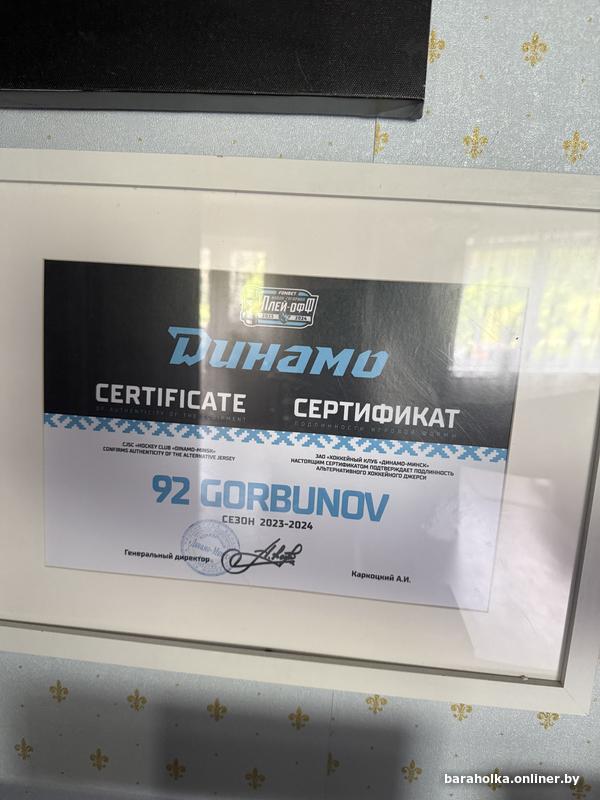 FONBET
ПЛЕЙ-ОФФ
2023 2024
Динамо
CERTIFICATE
OF AUTHENTICITY OF THE EQUIPMENT
СЕРТИФИКАТ
ПОДЛИННОСТИ ИГРОВОЙ ФОРМЫ
CJSC «HOCKEY CLUB «DINAMO-MINSK»
CONFIRMS AUTHENTICITY OF THE ALTERNATIVE JERSEY
ЗАО «ХОККЕЙНЫЙ КЛУБ «ДИНАМО-МИНСК»
НАСТОЯЩИМ СЕРТИФИКАТОМ ПОДТВЕРЖДАЕТ ПОДЛИННОСТЬ
АЛЬТЕРНАТИВНОГО ХОККЕЙНОГО ДЖЕРСИ
92 GORBUNOV
СЕЗОН 2023-2024
Генеральный директор
Каркоцкий А.И.
baraholka.onliner.by